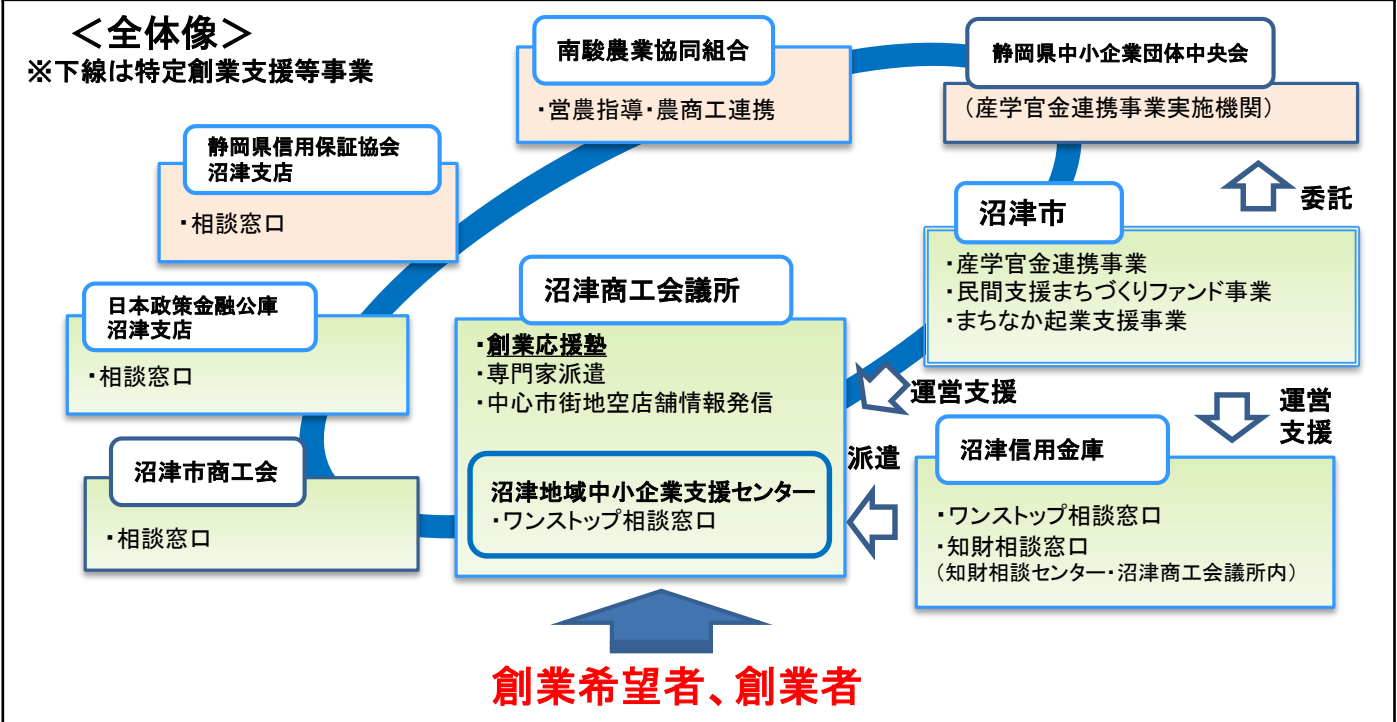 ＜全体像＞
※下線は特定創業支援等事業
南駿農業協同組合
・営農指導・農商工連携
静岡県中小企業団体中央会
（産学官金連携事業実施機関）
静岡県信用保証協会
沼津支店
・相談窓口
委託
沼津市
・産学官金連携事業
・民間支援まちづくりファンド事業
・まちなか起業支援事業
日本政策金融公庫
沼津支店
・相談窓口
沼津商工会議所
・創業応援塾
・専門家派遣
・中心市街地空店舗情報発信
運営支援
運営
支援
沼津市商工会
・相談窓口
沼津地域中小企業支援センター
・ワンストップ相談窓口
派遣
沼津信用金庫
・ワンストップ相談窓口
・知財相談窓口
（知財相談センター・沼津商工会議所内）
創業希望者、創業者